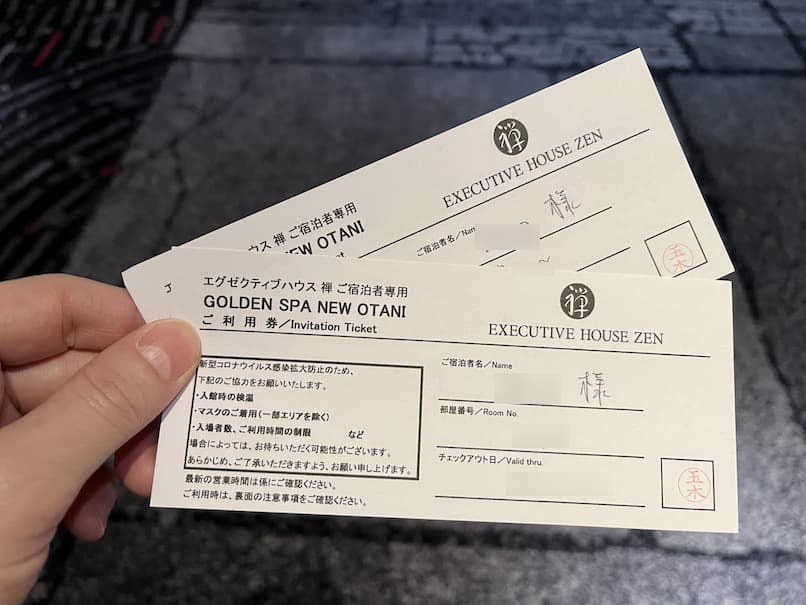 禅
EXECUTIVE HOUSE ZEN
ハウス 禅 ご宿泊者専用
EW OTANI
ご宿泊者名／Nam
様
玉木
エグゼクティブハウス 禅 ご宿泊者専用
GOLDEN SPA NEW OTANI
ご 利 用 券／Invitation Ticket
禅
EXECUTIVE HOUSE ZEN
新型コロナウイルス感染拡大防止のため、
下記のご協力をお願いいたします。
・入館時の検温
・マスクのご着用（一部エリアを除く）
・入場者数、ご利用時間の制限 など
場合によっては、お待ちいただく可能性がございます。
あらかじめ、ご了承いただきますよう、お願い申し上げます。
最新の営業時間は係にご確認ください。
ご利用時は、裏面の注意事項をご確認ください。
ご宿泊者名／Name
様
部屋番号／Room No.
チェックアウト日／Valid thru.
玉木